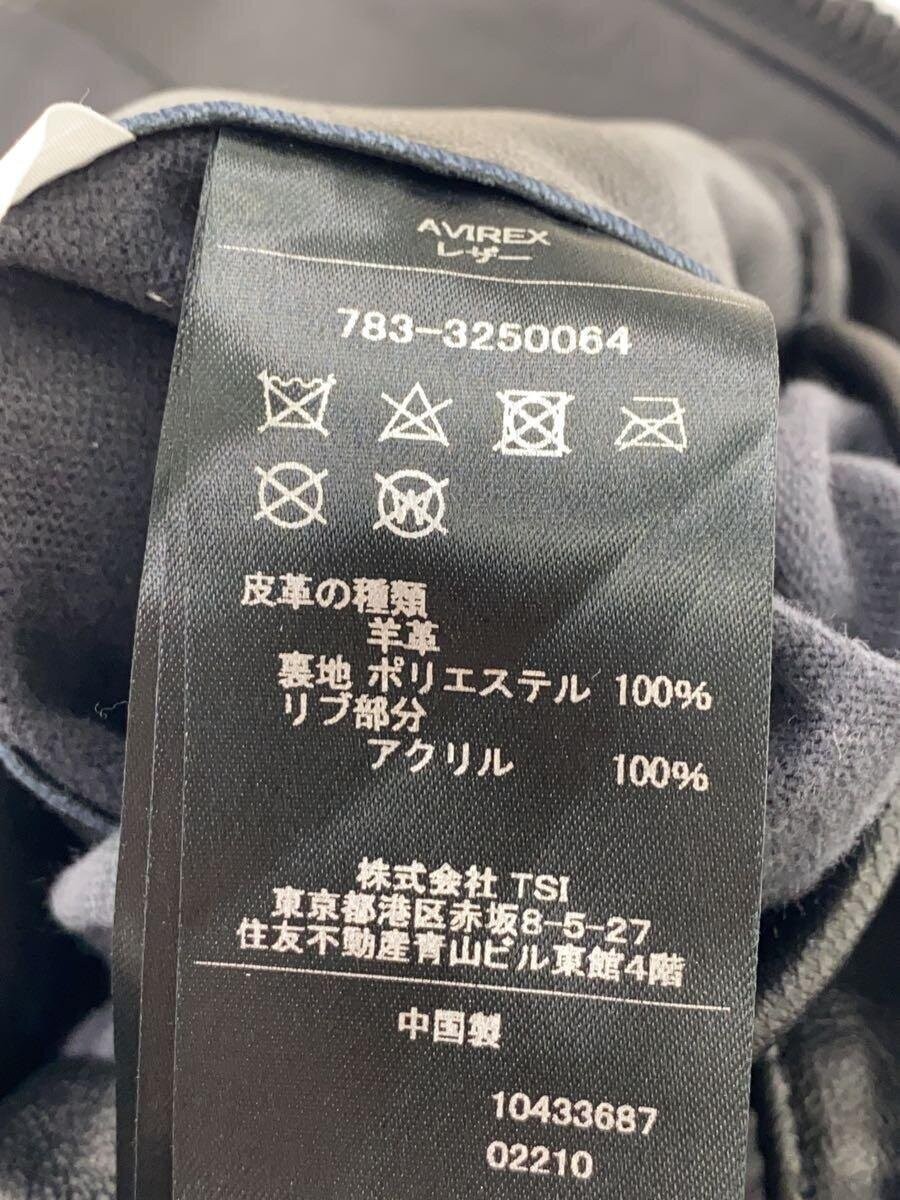 AVIREX
レザー
783-3250064
皮革の種類
羊革
裏地 ポリエステル 100%
リブ部分
アクリル 100%
株式会社 TSI
東京都港区赤坂8-5-27
住友不動産青山ビル東館4階
中国製
10433687
02210